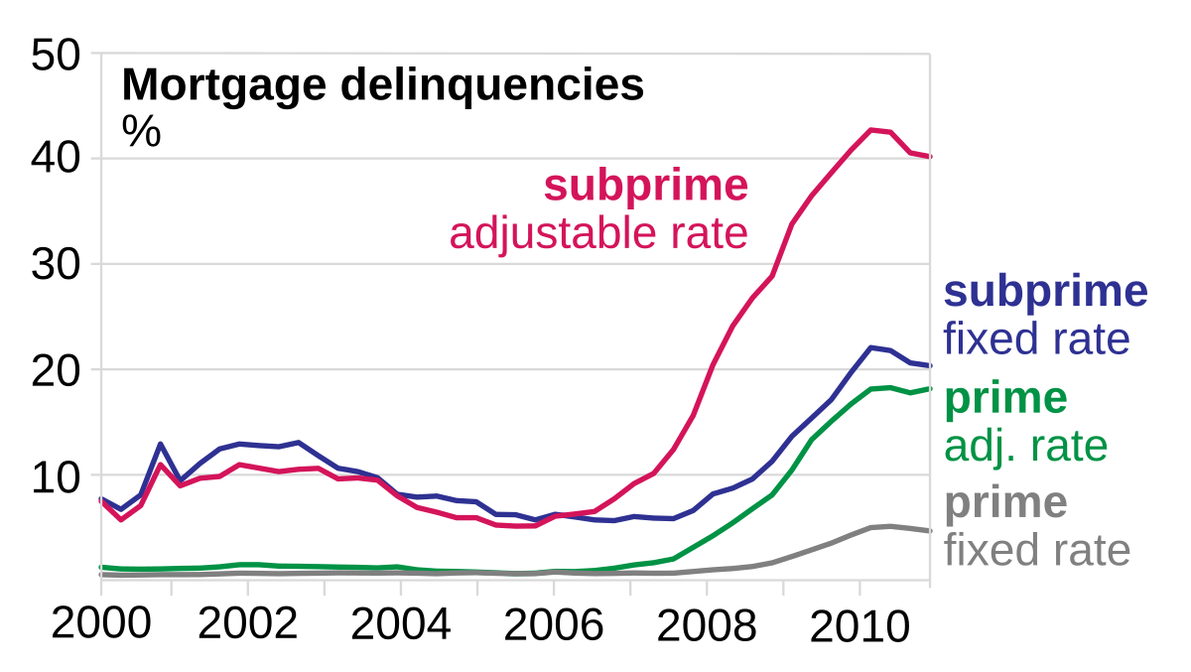 50
Mortgage delinquencies
%
40
subprime
adjustable rate
30
subprime
fixed rate
20
prime
adj. rate
10
prime
fixed rate
2000 2002 2004 2006 2008 2010